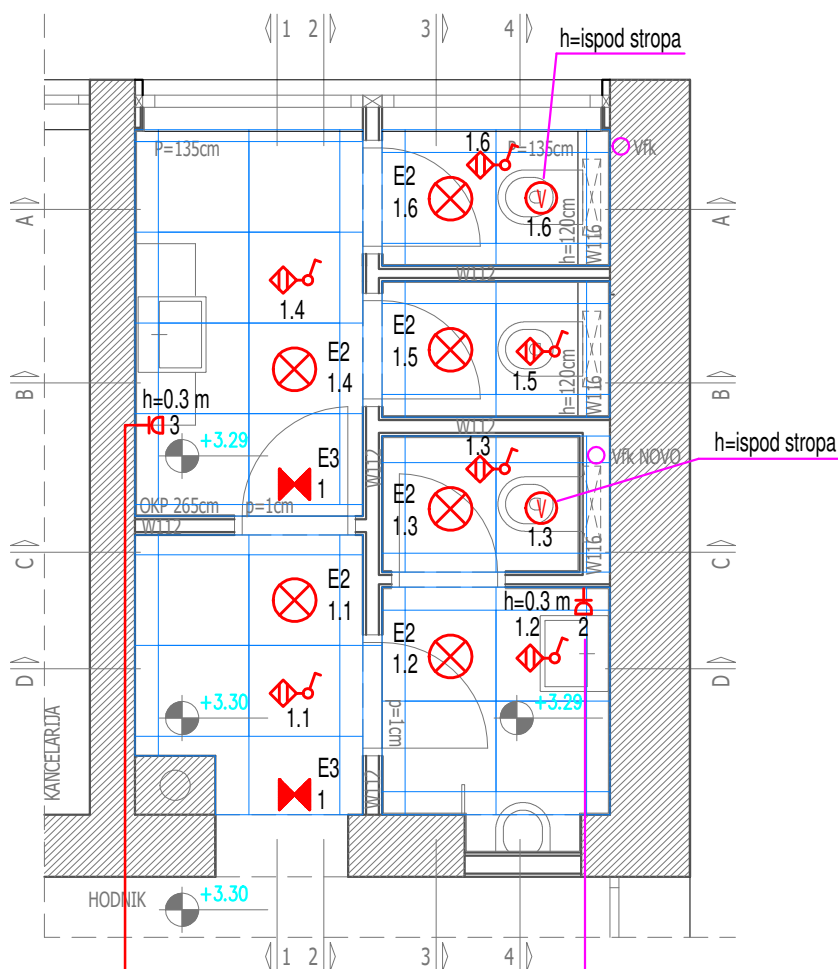 1 2 3 4
h=ispod stropa
P=135cm
1.6
P=135cm
Vfk
E2
1.6
1.6
h=120cm
W116
A
A
W112
1.4
E2
1.5
1.5
h=120cm
W116
E2
1.4
B
B
h=0.3 m
3
+3.29
W112
1.3
h=ispod stropa
Vfk NOVO
W112
E3
1
E2
1.3
1.3
OKP 265cm
p=1cm
W112
W116
C
C
E2
1.1
h=0.3 m
1.2
2
E2
1.2
D
D
1.1
+3.30
p=1cm
+3.29
KANCELARIJA
E3
1
W112
HODNIK
+3.30
1 2 3 4